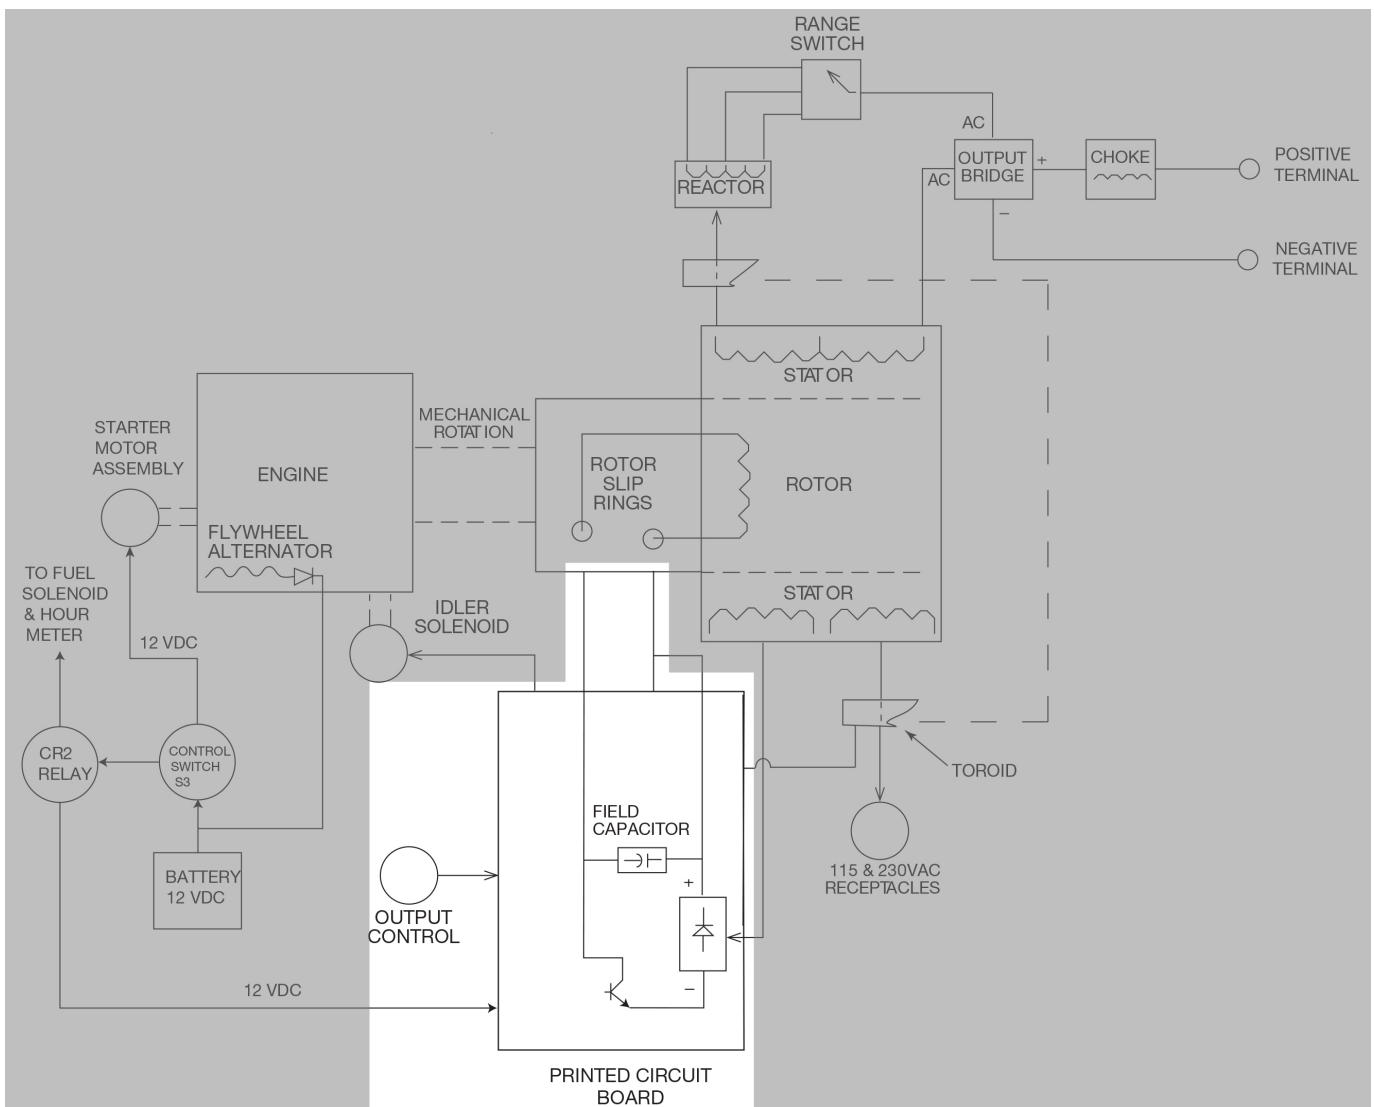 RANGE
SWITCH
AC
OUTPUT
BRIDGE
+
CHOKE
POSITIVE
TERMINAL
AC
REACTOR
−
NEGATIVE
TERMINAL
STATOR
MECHANICAL
ROTATION
STARTER
MOTOR
ASSEMBLY
ENGINE
ROTOR
SLIP
RINGS
ROTOR
FLYWHEEL
ALTERNATOR
TO FUEL
SOLENOID
& HOUR
METER
STATOR
IDLER
SOLENOID
12 VDC
CR2
RELAY
CONTROL
SWITCH
S3
TOROID
FIELD
CAPACITOR
BATTERY
12 VDC
+
115 & 230VAC
RECEPTACLES
OUTPUT
CONTROL
12 VDC
−
PRINTED CIRCUIT
BOARD